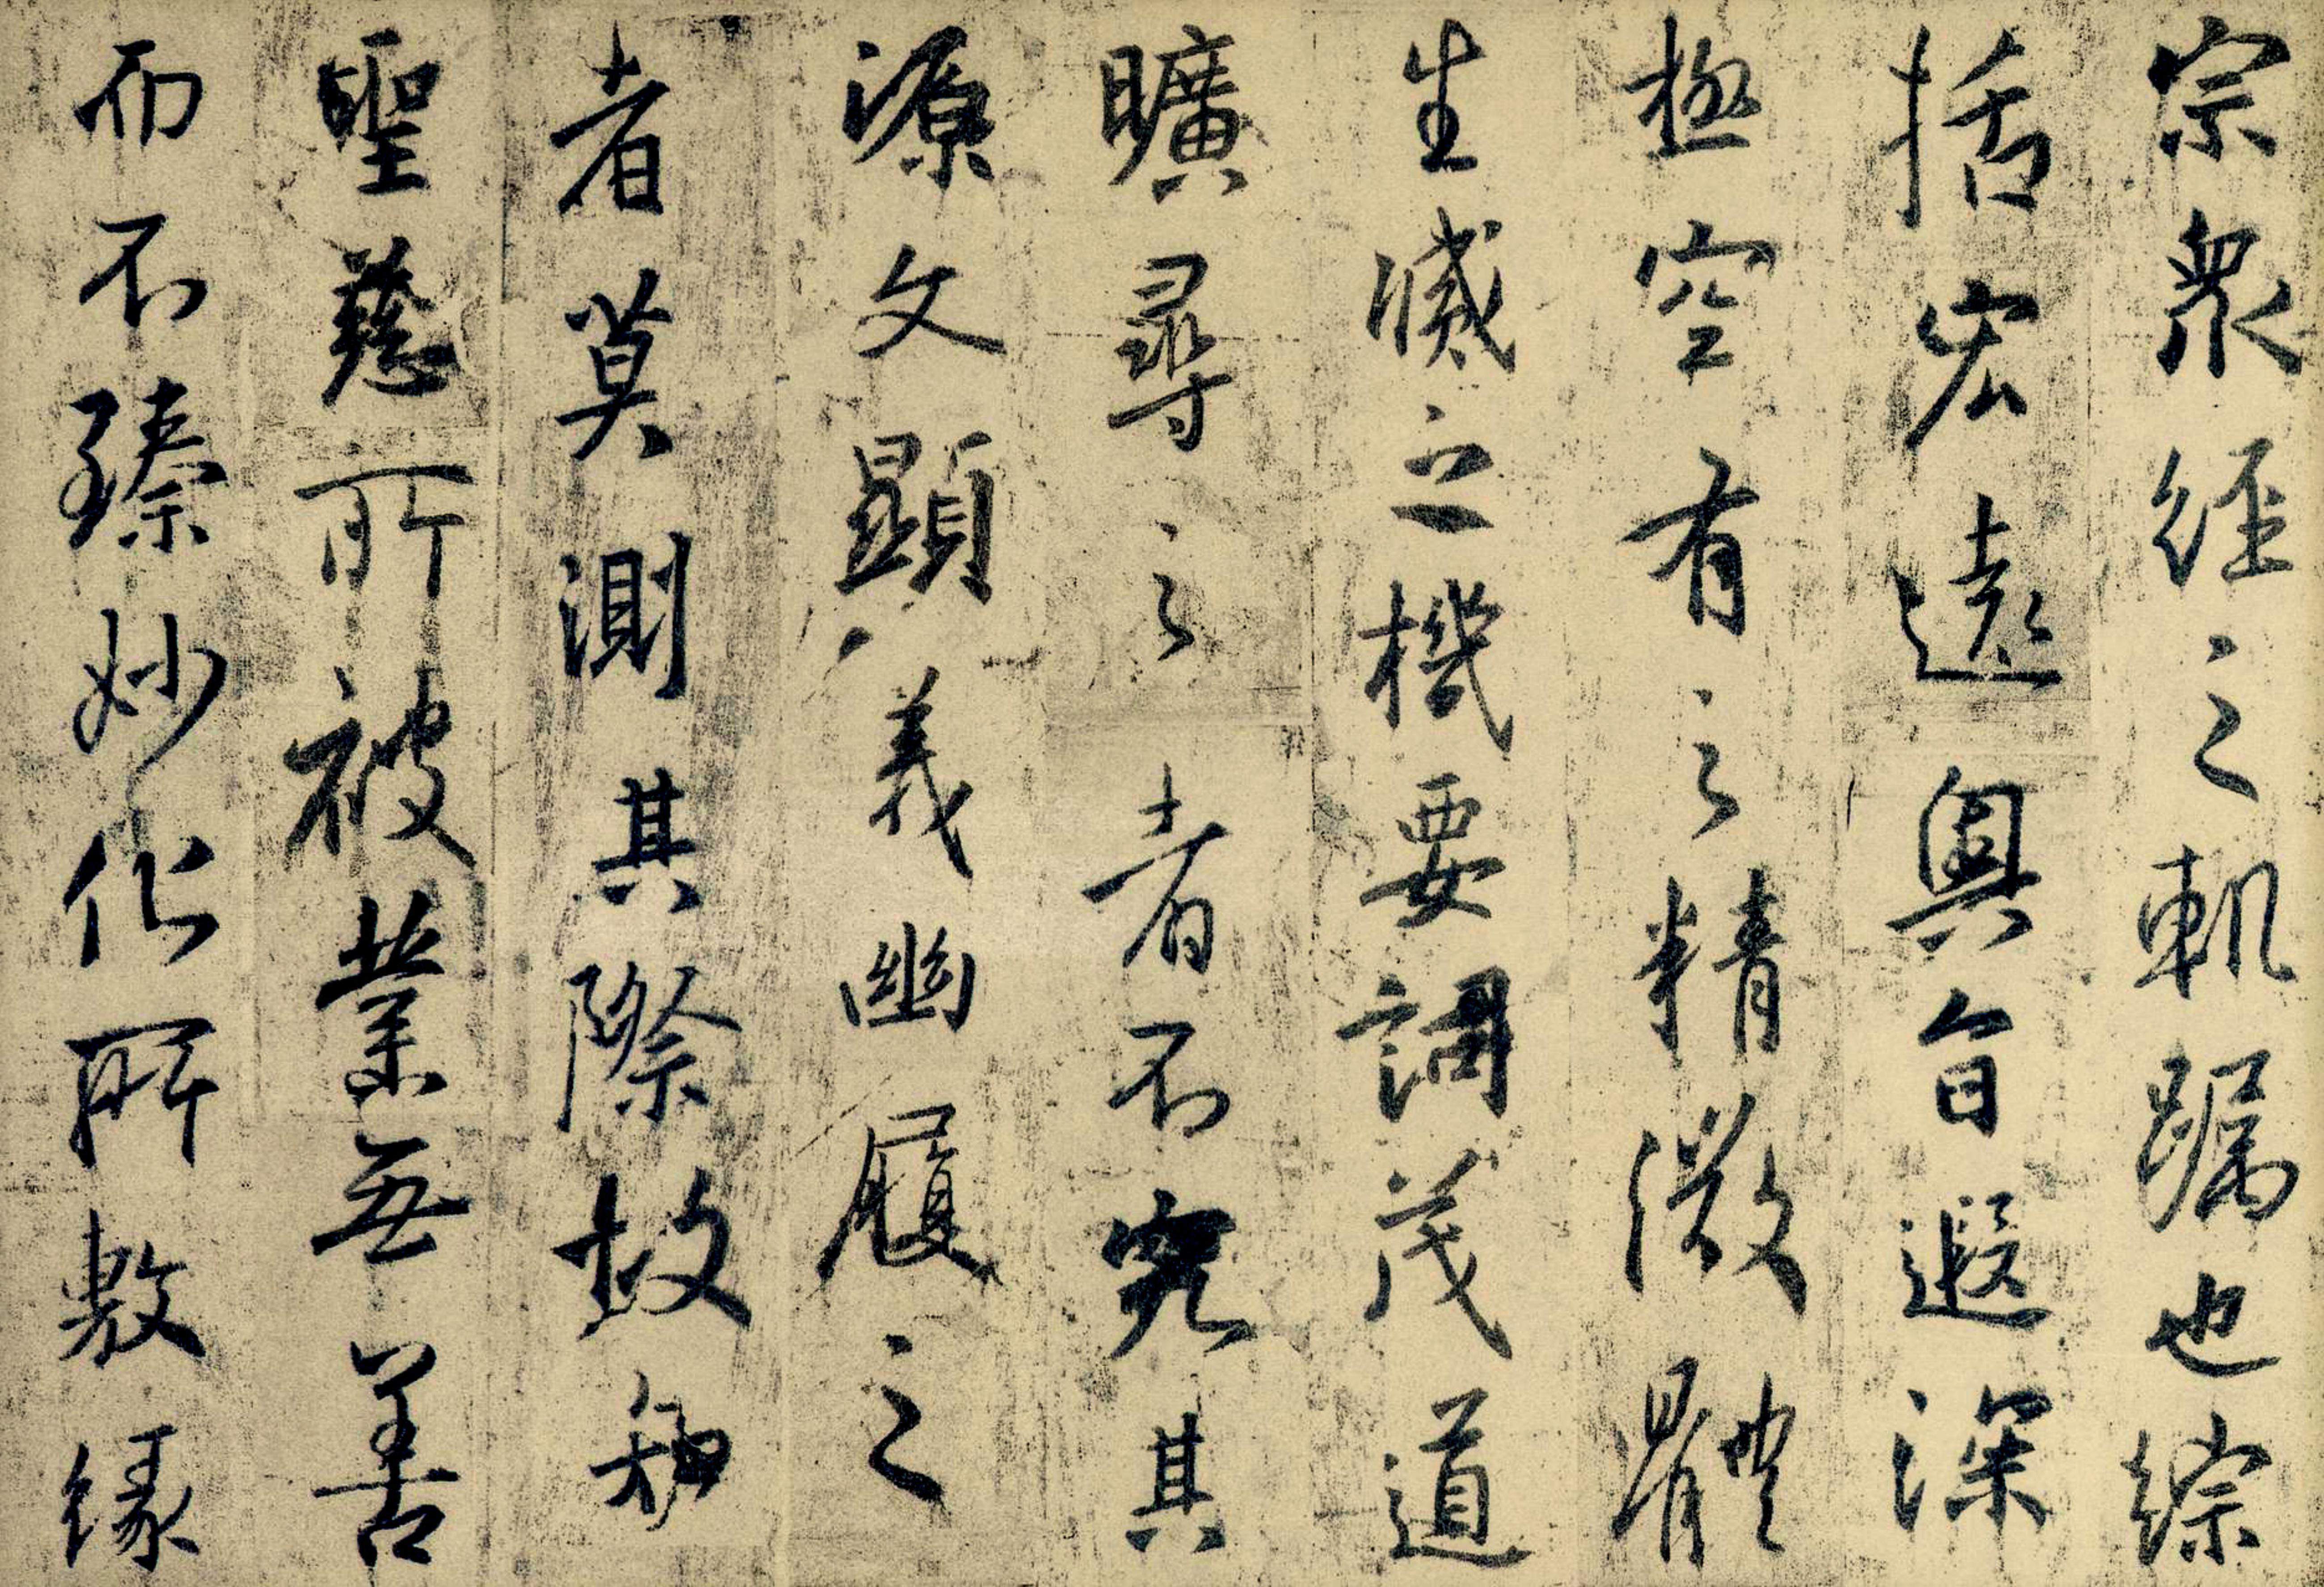 宗衆經之軌躅也綜
括宏遠奧旨遐深
極空有之精微體
生滅之機要詞茂道
曠尋之者不究其
源文顯義幽履之
者莫測其際故知
聖慈所被業無善
而不臻妙化所敷緣